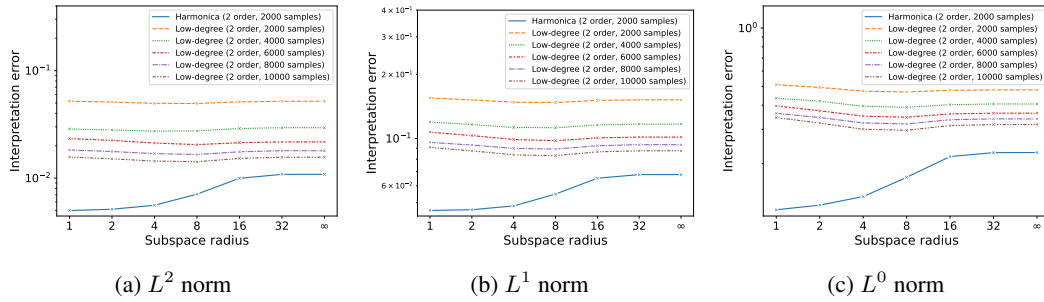 Harmonica (2 order, 2000 samples)
Low-degree (2 order, 2000 samples)
Low-degree (2 order, 4000 samples)
Low-degree (2 order, 6000 samples)
Low-degree (2 order, 8000 samples)
Low-degree (2 order, 10000 samples)
Interpretation error
10⁻¹
10⁻²
1 2 4 8 16 32 ∞
Subspace radius
(a) L² norm
Harmonica (2 order, 2000 samples)
Low-degree (2 order, 2000 samples)
Low-degree (2 order, 4000 samples)
Low-degree (2 order, 6000 samples)
Low-degree (2 order, 8000 samples)
Low-degree (2 order, 10000 samples)
Interpretation error
4 × 10⁻¹
3 × 10⁻¹
2 × 10⁻¹
10⁻¹
6 × 10⁻²
1 2 4 8 16 32 ∞
Subspace radius
(b) L¹ norm
Harmonica (2 order, 2000 samples)
Low-degree (2 order, 2000 samples)
Low-degree (2 order, 4000 samples)
Low-degree (2 order, 6000 samples)
Low-degree (2 order, 8000 samples)
Low-degree (2 order, 10000 samples)
Interpretation error
10⁰
1 2 4 8 16 32 ∞
Subspace radius
(c) L⁰ norm